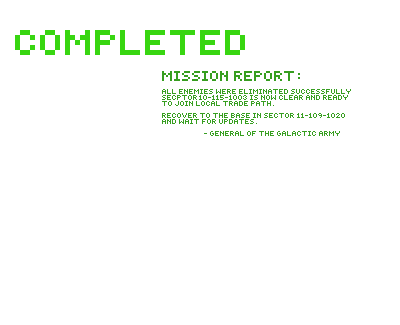 COMPLETED
MISSION REPORT:
ALL ENEMIES WERE ELIMINATED SUCCESSFULLY
SECPTOR 10-115-1003 IS NOW CLEAR AND READY
TO JOIN LOCAL TRADE PATH.
RECOVER TO THE BASE IN SECTOR 11-109-1020
AND WAIT FOR UPDATES.
- GENERAL OF THE GALACTIC ARMY